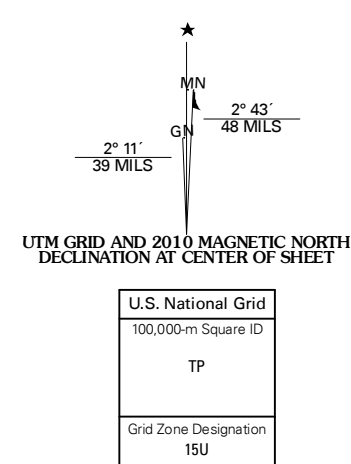 MN
2° 43´
48 MILS
GN
2° 11´
39 MILS
UTM GRID AND 2010 MAGNETIC NORTH
DECLINATION AT CENTER OF SHEET
U.S. National Grid
100,000-m Square ID
TP
Grid Zone Designation
15U